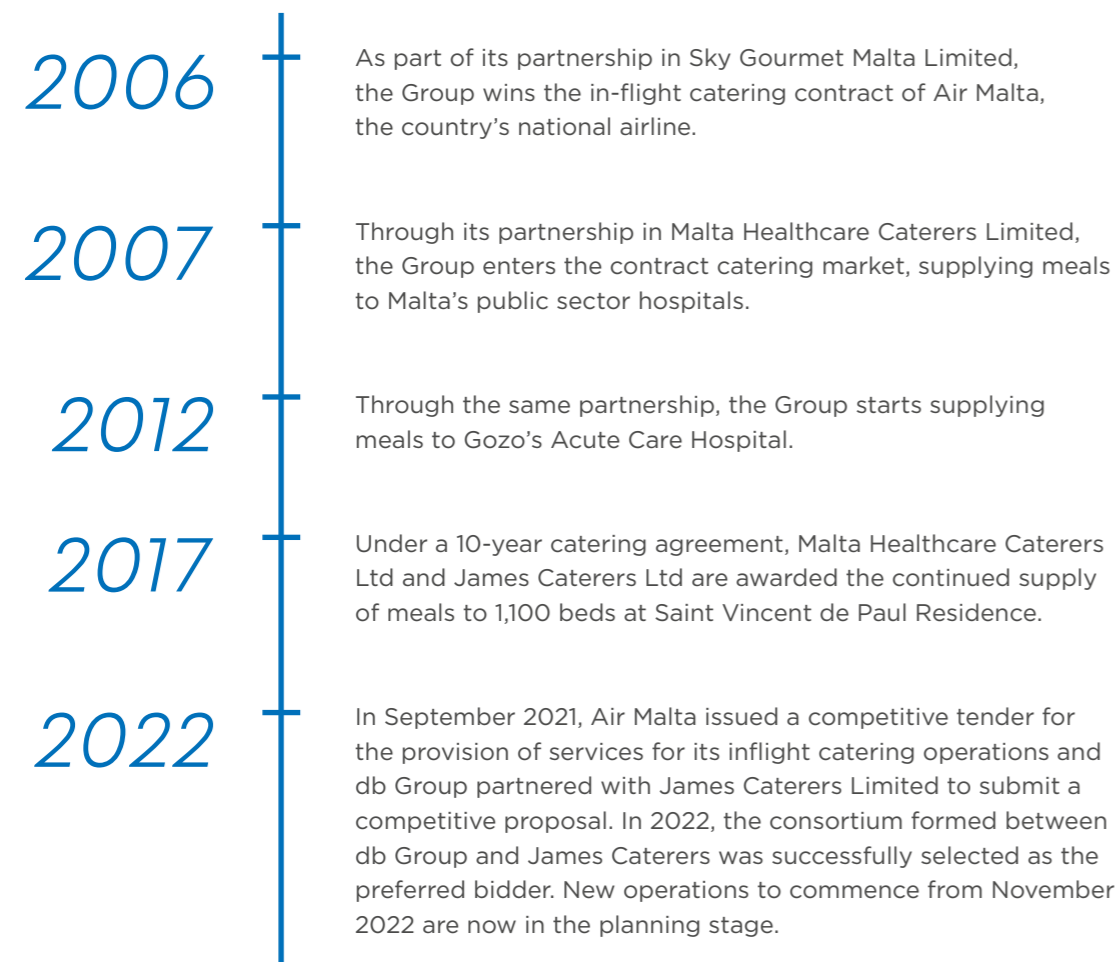 2006
As part of its partnership in Sky Gourmet Malta Limited,
the Group wins the in-flight catering contract of Air Malta,
the country's national airline.
2007
Through its partnership in Malta Healthcare Caterers Limited,
the Group enters the contract catering market, supplying meals
to Malta's public sector hospitals.
2012
Through the same partnership, the Group starts supplying
meals to Gozo's Acute Care Hospital.
2017
Under a 10-year catering agreement, Malta Healthcare Caterers
Ltd and James Caterers Ltd are awarded the continued supply
of meals to 1,100 beds at Saint Vincent de Paul Residence.
2022
In September 2021, Air Malta issued a competitive tender for
the provision of services for its inflight catering operations and
db Group partnered with James Caterers Limited to submit a
competitive proposal. In 2022, the consortium formed between
db Group and James Caterers was successfully selected as the
preferred bidder. New operations to commence from November
2022 are now in the planning stage.